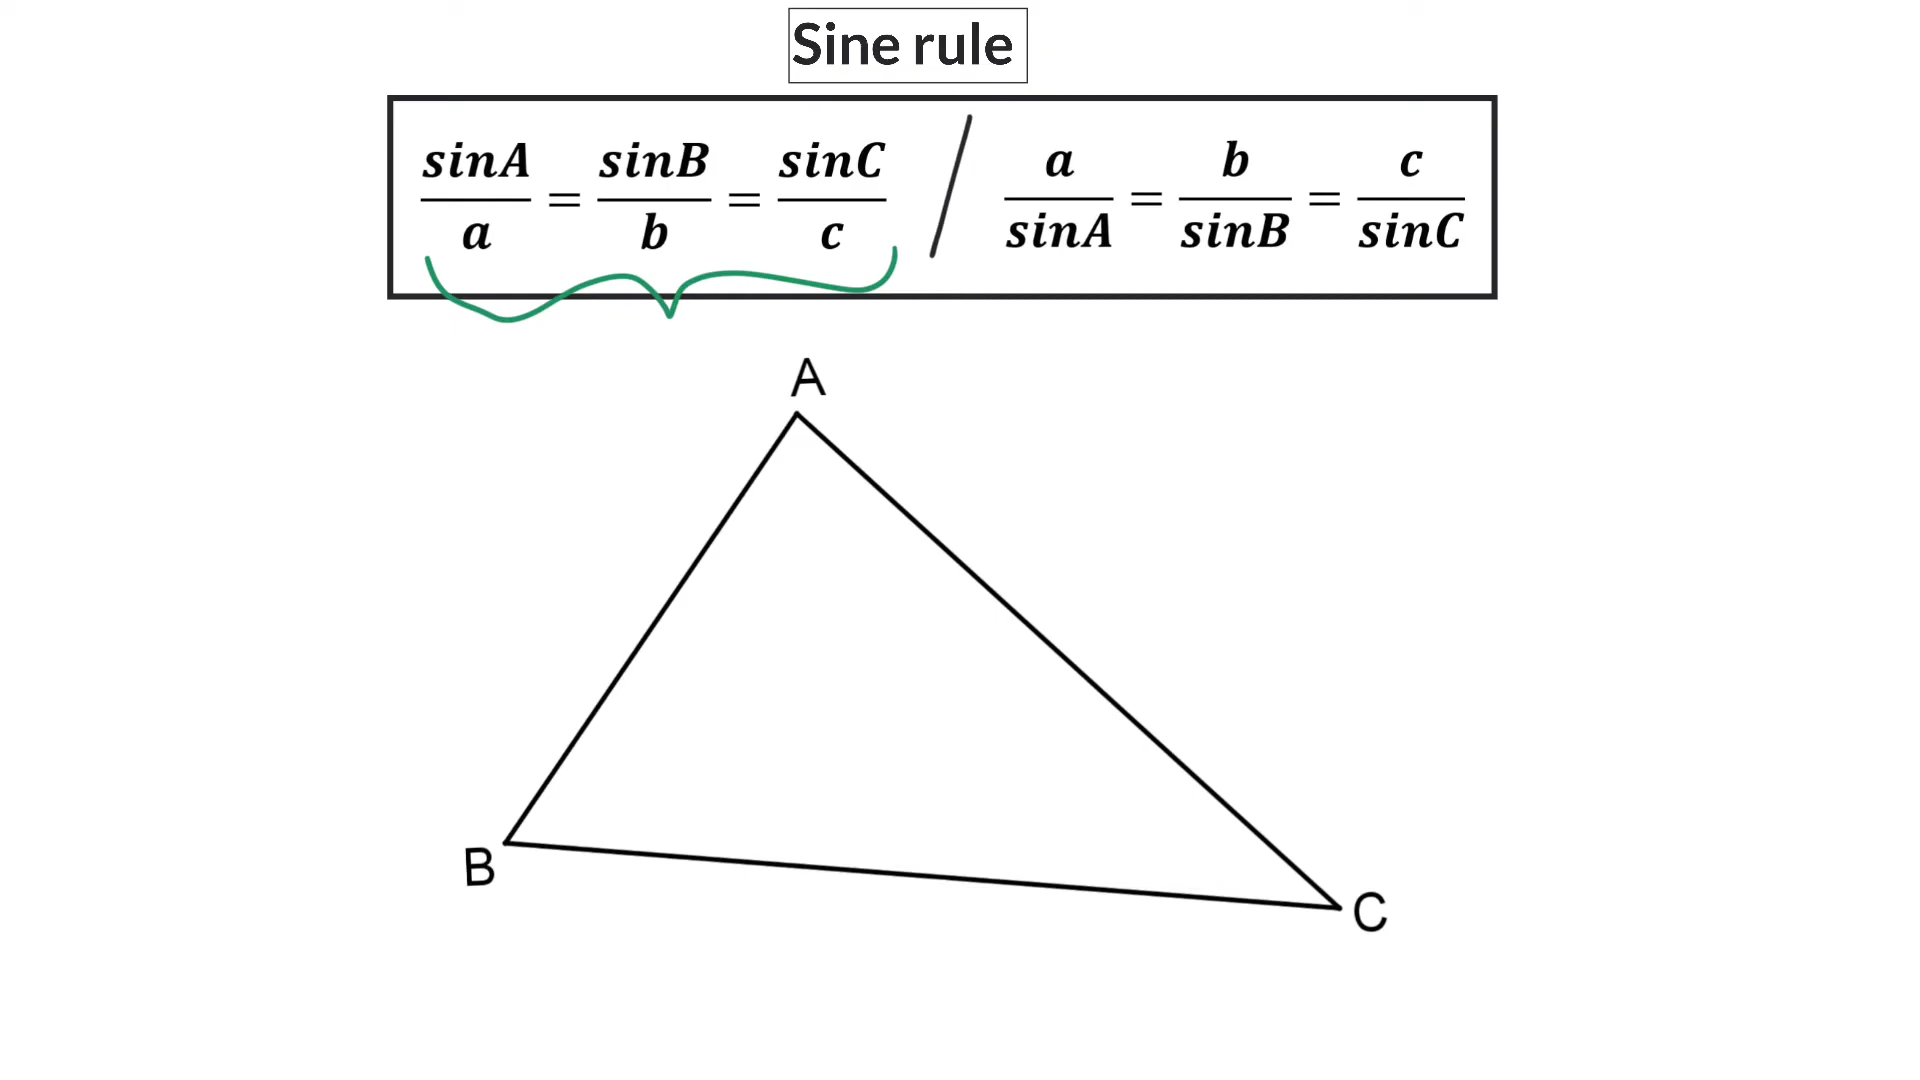 Sine rule
sinA/a = sinB/b = sinC/c / a/sinA = b/sinB = c/sinC
A
B
C